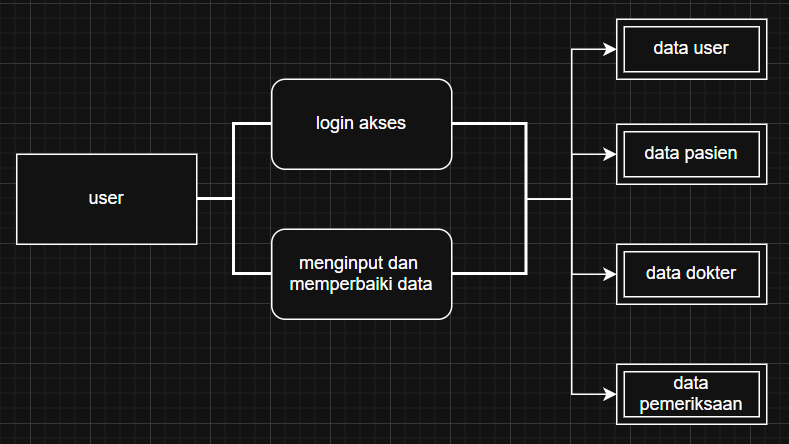 user
login akses
menginput dan
memperbaiki data
data user
data pasien
data dokter
data
pemeriksaan